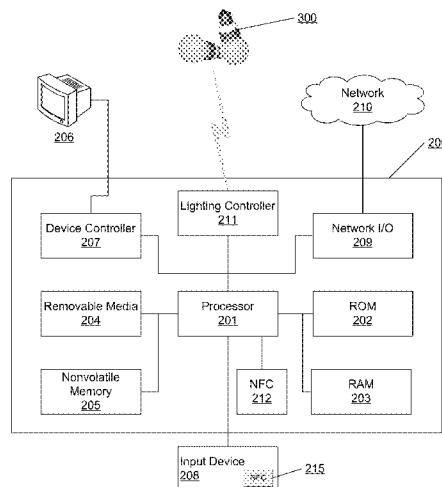 300
206
Network
210
20
Lighting Controller
211
Device Controller
207
Network I/O
209
Removable Media
204
Processor
201
ROM
202
Nonvolatile
Memory
205
NFC
212
RAM
203
Input Device
208
NFC
215